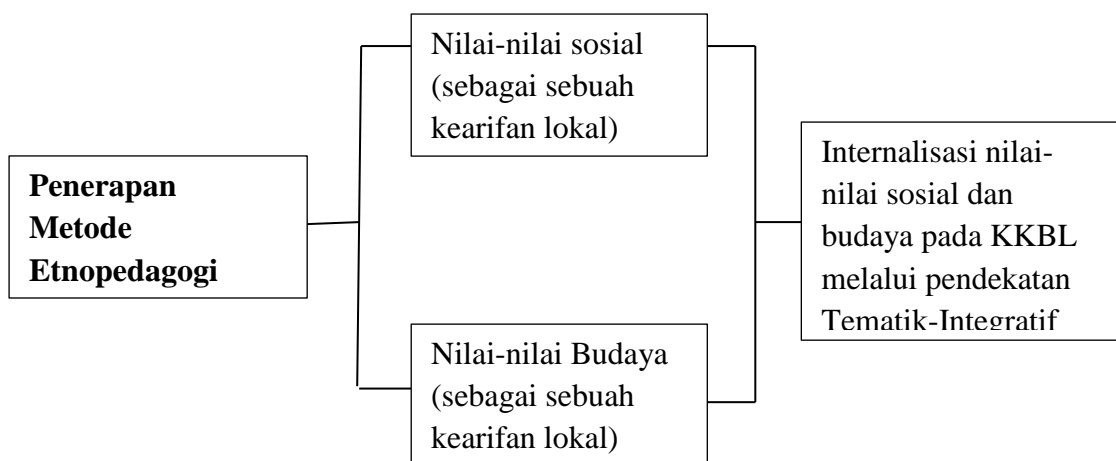 Penerapan
Metode
Etnopedagogi
Nilai-nilai sosial
(sebagai sebuah
kearifan lokal)
Nilai-nilai Budaya
(sebagai sebuah
kearifan lokal)
Internalisasi nilai-
nilai sosial dan
budaya pada KKBL
melalui pendekatan
Tematik-Integratif